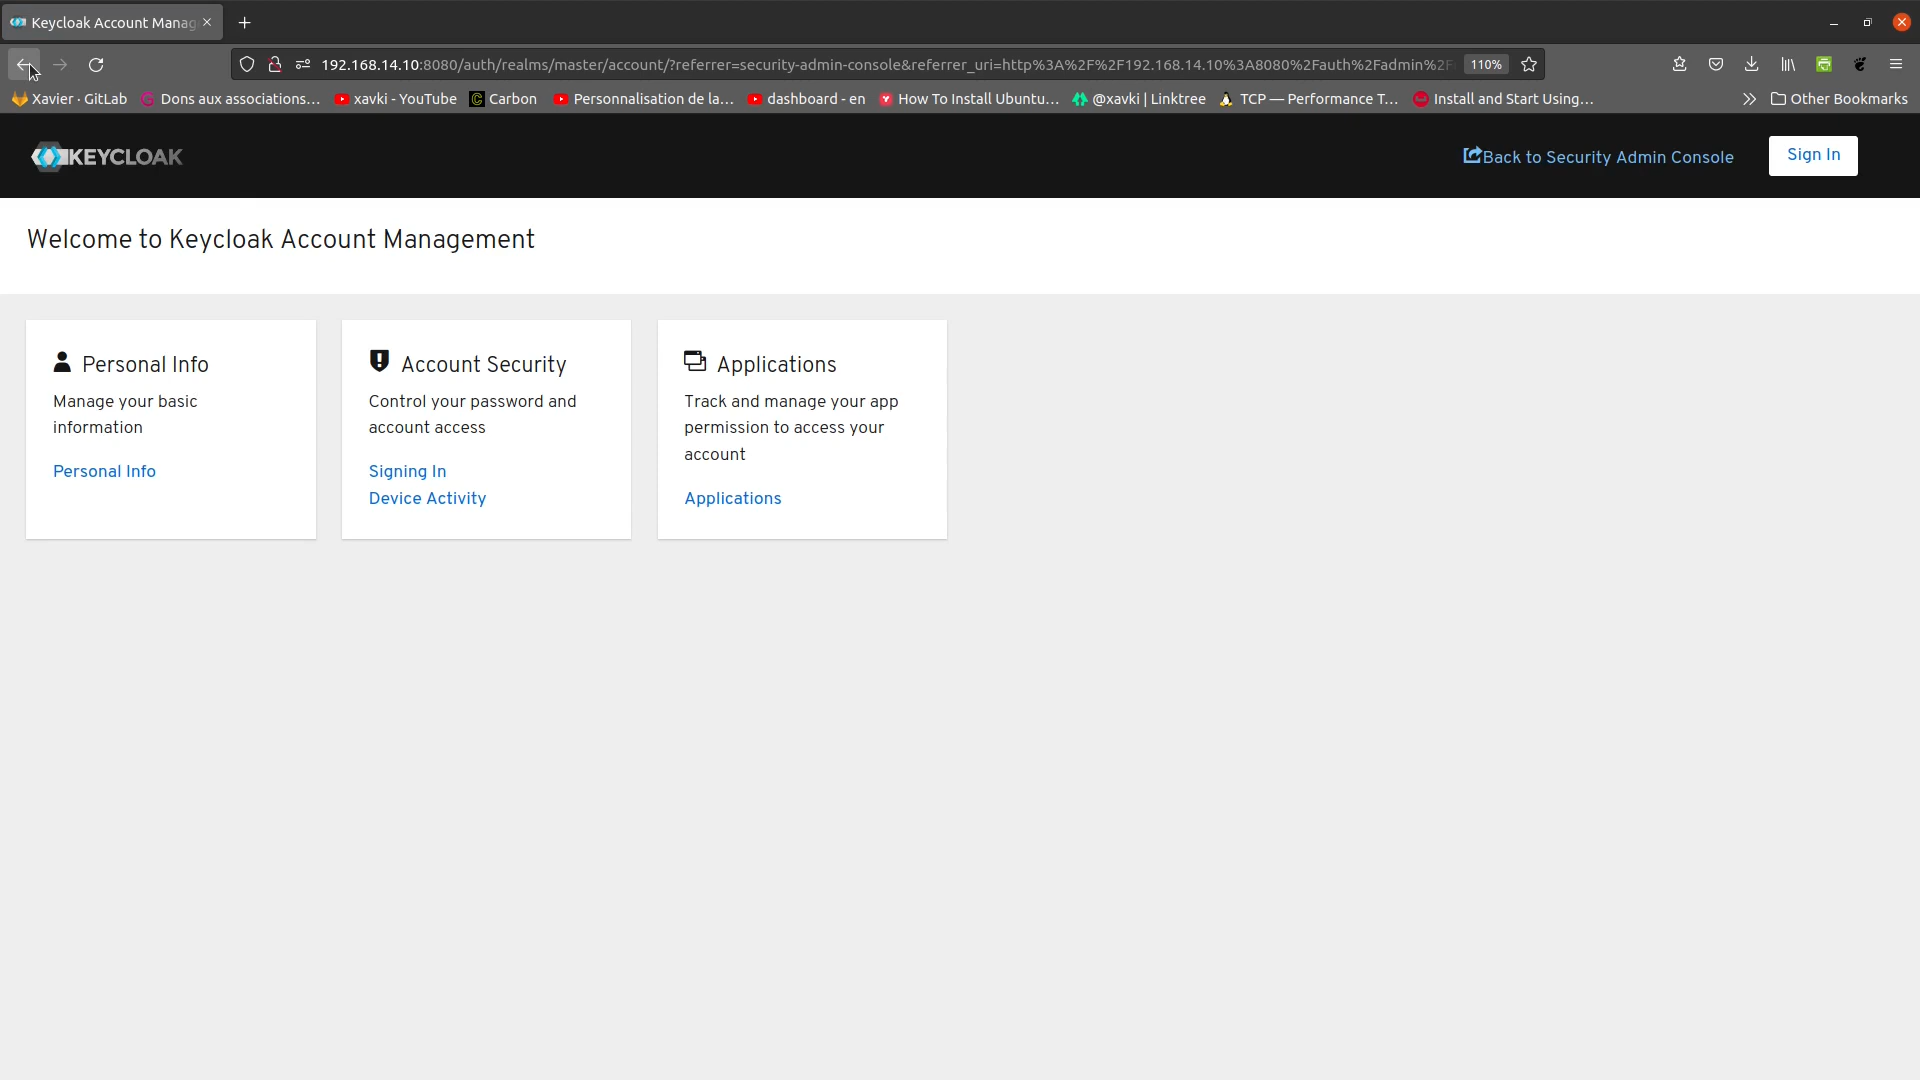 Keycloak Account Manag
192.168.14.10:8080/auth/realms/master/account/?referrer=security-admin-console&referrer_uri=http%3A%2F%2F192.168.14.10%3A8080%2Fauth%2Fadmin%2F
110%
Xavier · GitLab
Dons aux associations…
xavki - YouTube
Carbon
Personnalisation de la…
dashboard - en
How To Install Ubuntu…
@xavki | Linktree
TCP — Performance T…
Install and Start Using…
Other Bookmarks
KEYCLOAK
Back to Security Admin Console
Sign In
Welcome to Keycloak Account Management
Personal Info
Manage your basic
information
Personal Info
Account Security
Control your password and
account access
Signing In
Device Activity
Applications
Track and manage your app
permission to access your
account
Applications